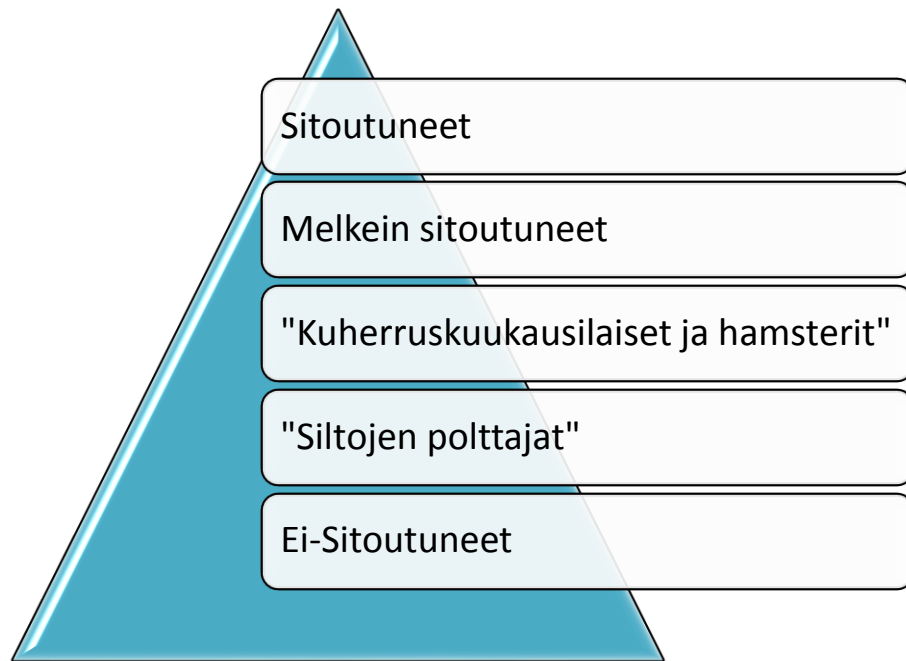 Sitoutuneet
Melkein sitoutuneet
"Kuherruskuukausilaiset ja hamsterit"
"Siltojen polttajat"
Ei-Sitoutuneet